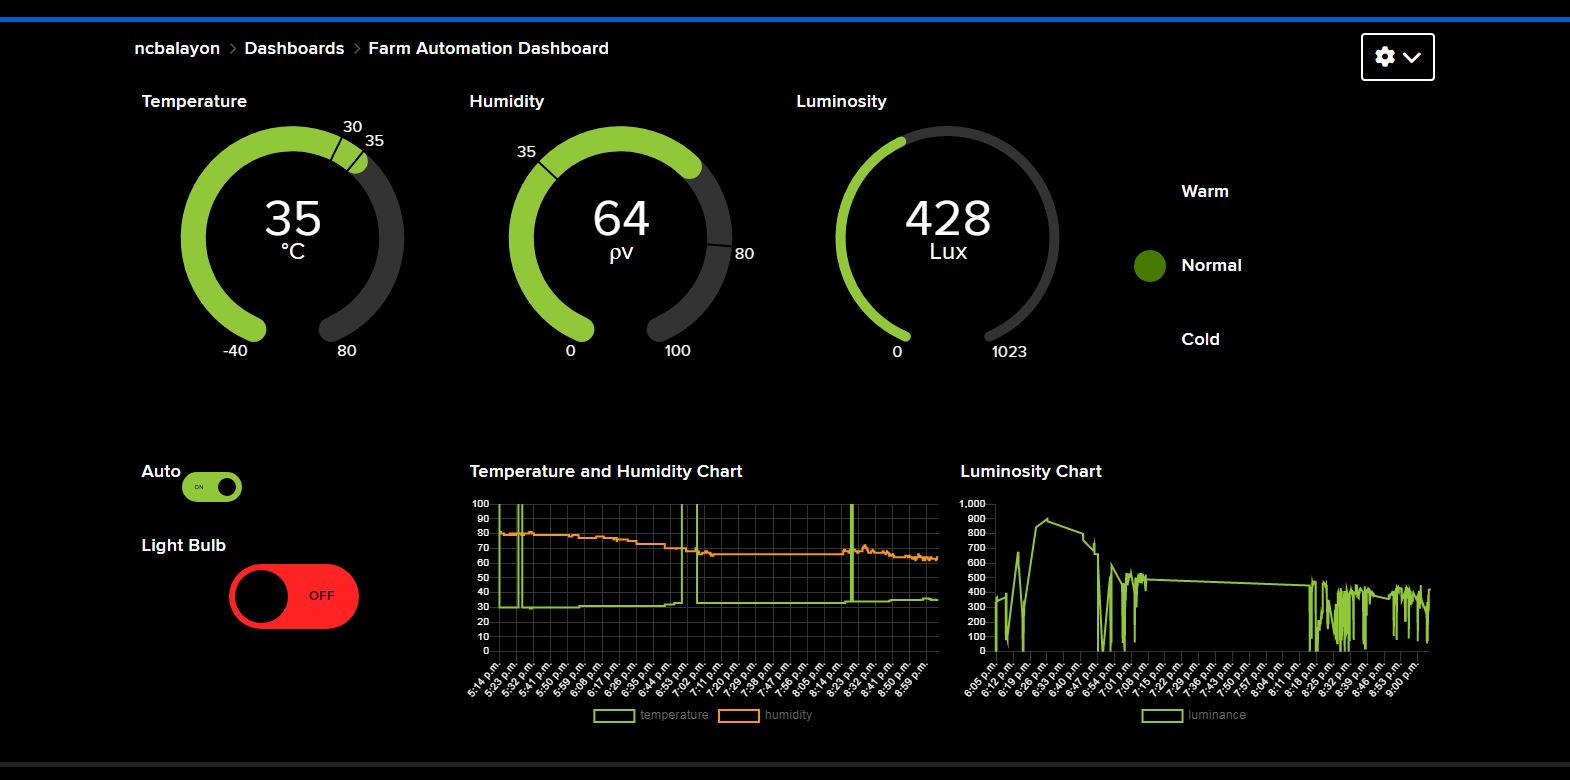 ncbalayon > Dashboards > Farm Automation Dashboard
Temperature
30
35
35
°C
-40
80
Humidity
35
64
ρv
80
0
100
Luminosity
428
Lux
0
1023
Warm
Normal
Cold
Auto
ON
Light Bulb
OFF
Temperature and Humidity Chart
100
90
80
70
60
50
40
30
20
10
0
5:14 p.m.
5:23 p.m.
5:32 p.m.
5:41 p.m.
5:50 p.m.
5:59 p.m.
6:08 p.m.
6:17 p.m.
6:26 p.m.
6:35 p.m.
6:44 p.m.
6:53 p.m.
7:02 p.m.
7:11 p.m.
7:20 p.m.
7:29 p.m.
7:38 p.m.
7:47 p.m.
7:56 p.m.
8:05 p.m.
8:14 p.m.
8:23 p.m.
8:32 p.m.
8:41 p.m.
8:50 p.m.
8:59 p.m.
temperature
humidity
Luminosity Chart
1,000
900
800
700
600
500
400
300
200
100
0
6:05 p.m.
6:12 p.m.
6:19 p.m.
6:26 p.m.
6:33 p.m.
6:40 p.m.
6:47 p.m.
6:54 p.m.
7:01 p.m.
7:08 p.m.
7:15 p.m.
7:22 p.m.
7:29 p.m.
7:36 p.m.
7:43 p.m.
7:50 p.m.
7:57 p.m.
8:04 p.m.
8:11 p.m.
8:18 p.m.
8:25 p.m.
8:32 p.m.
8:39 p.m.
8:46 p.m.
8:53 p.m.
9:00 p.m.
luminance